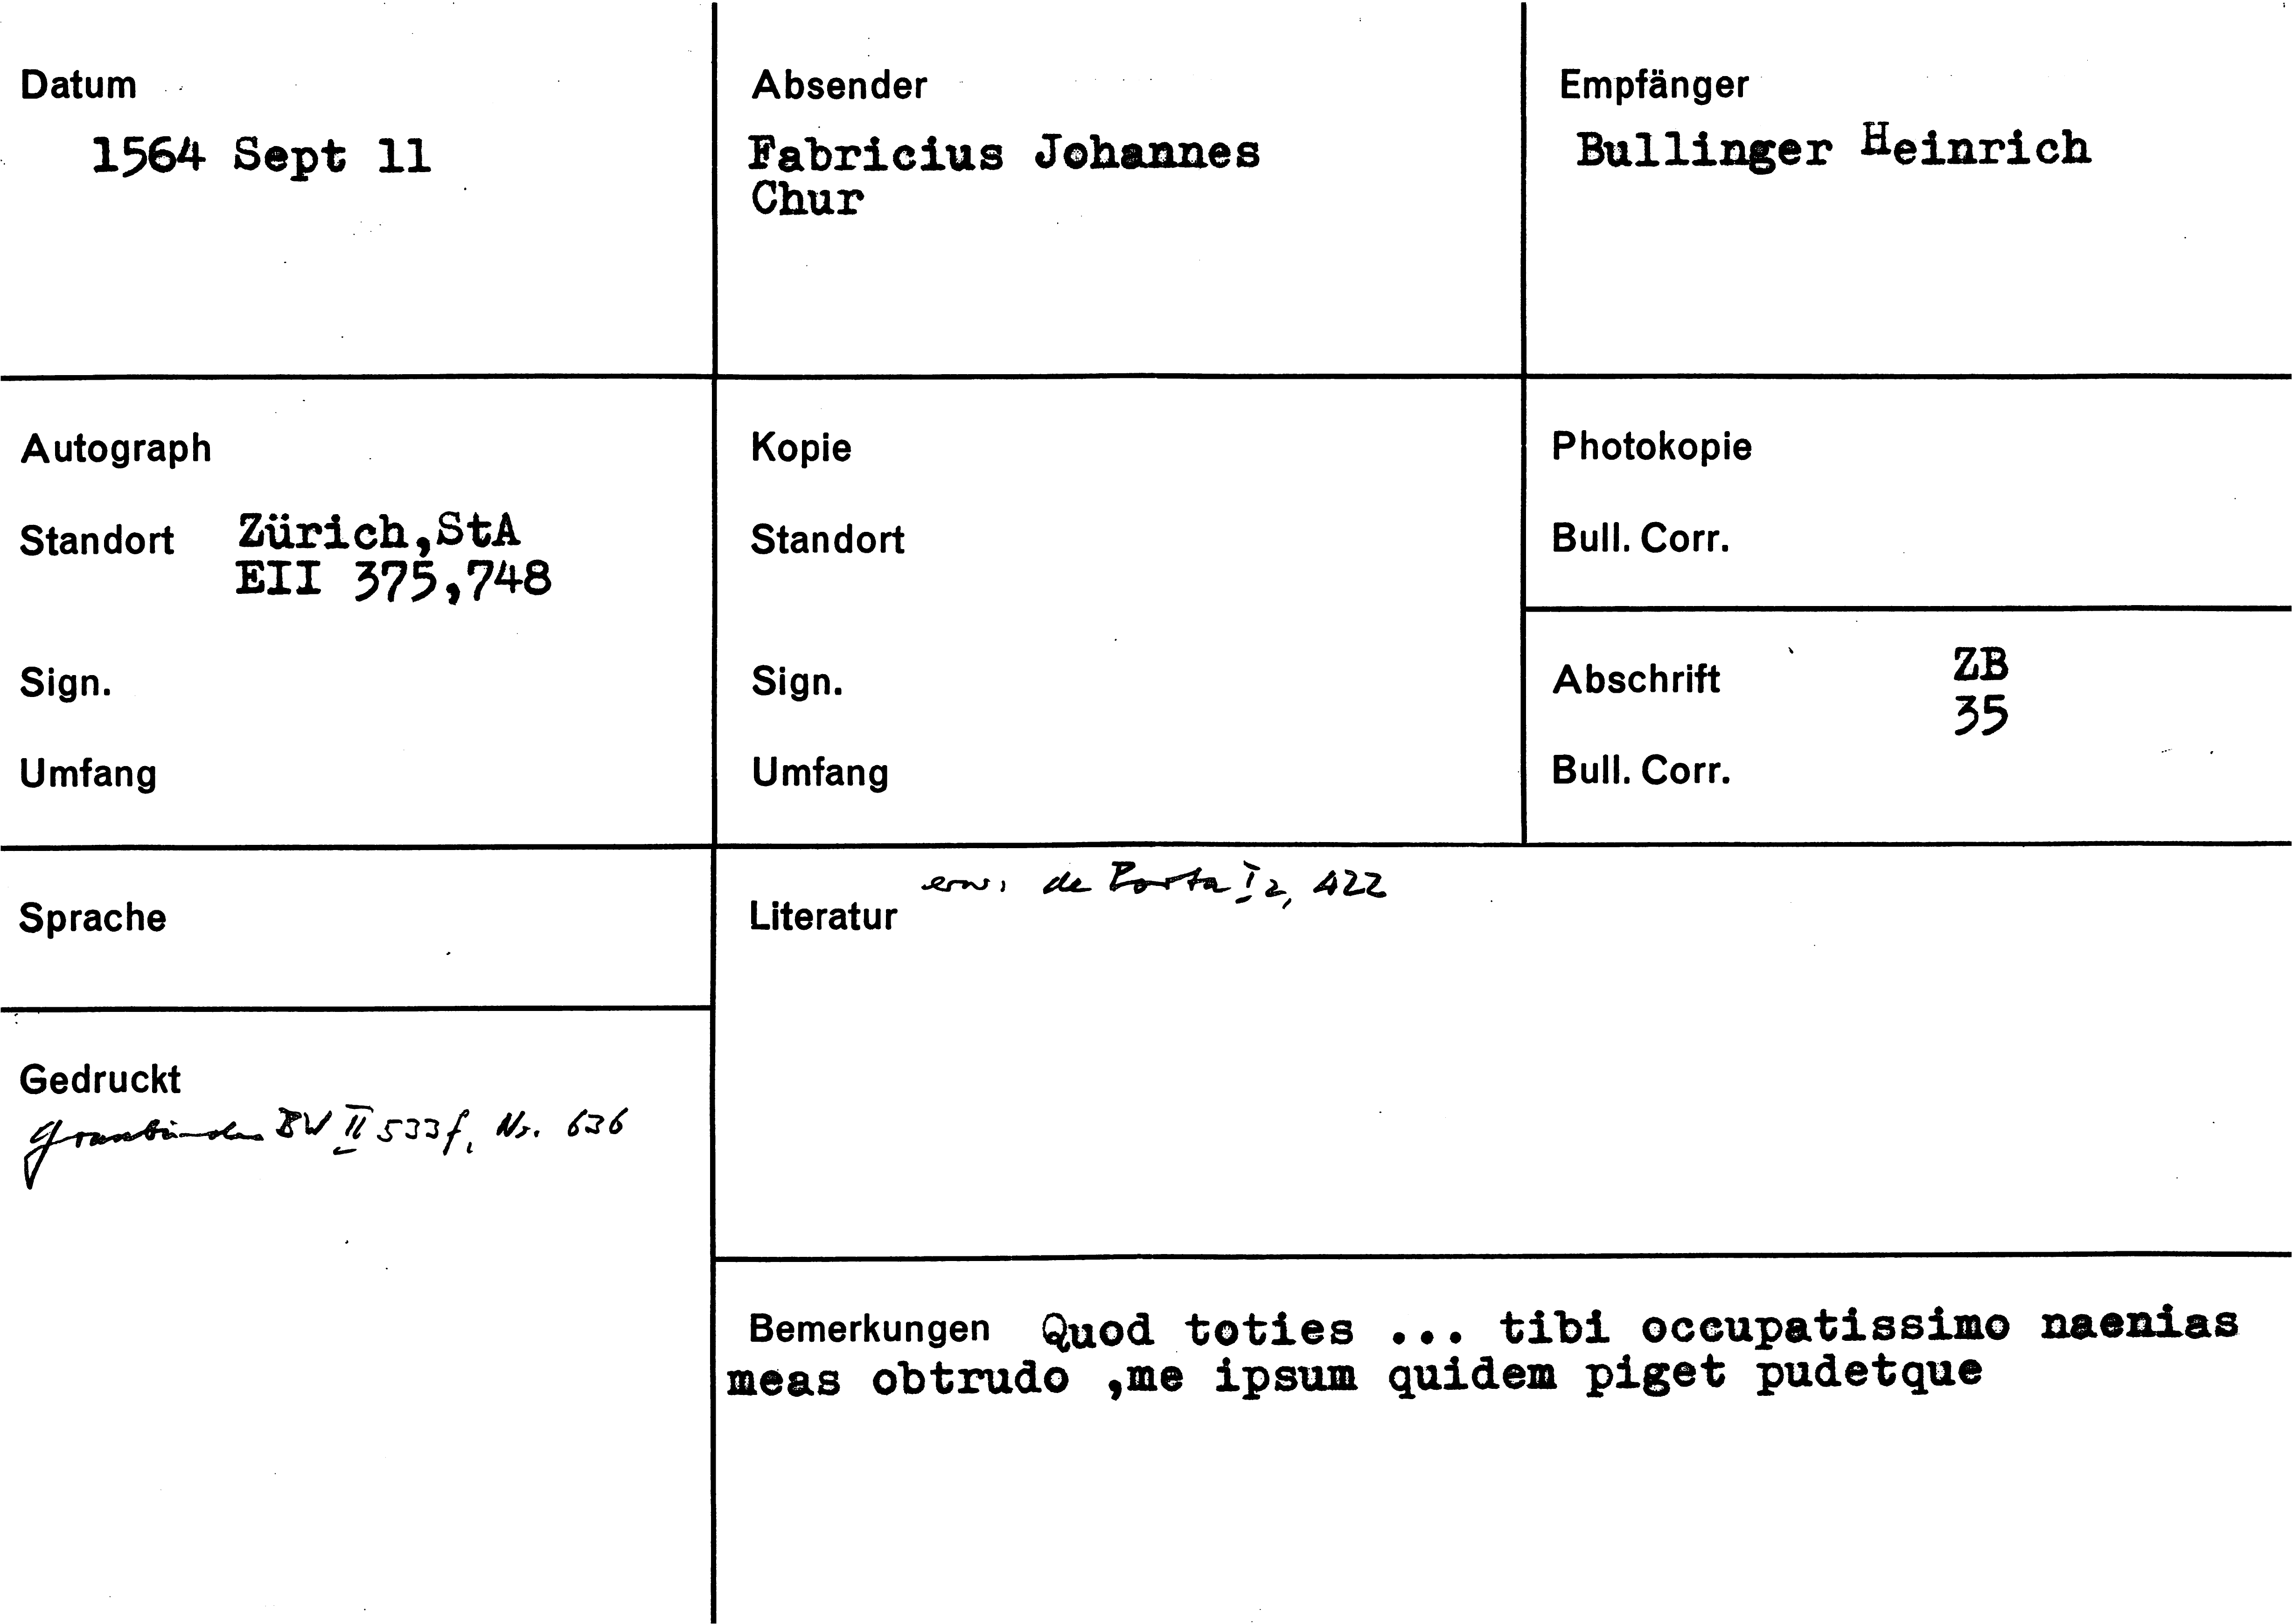 Datum
1564 Sept 11
Absender
Fabricius Johannes
Chur
Empfänger
Bullinger Heinrich
Autograph
Standort Zürich,StA
EII 375,748
Sign.
Umfang
Kopie
Standort
Sign.
Umfang
Photokopie
Bull. Corr.
Abschrift ZB
35
Bull. Corr.
Sprache
erw. de Porta I 2, 422
Literatur
Gedruckt
Graubünden BW II 533f, Nr. 636
Bemerkungen Quod toties ... tibi occupatissimo naenias
meas obtrudo ,me ipsum quidem piget pudetque